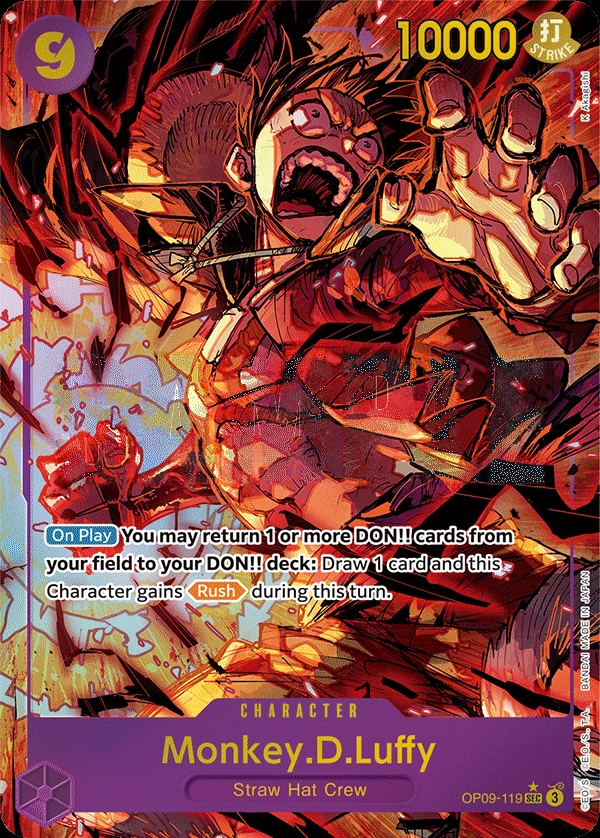 9
10000
打
STRIKE
K Akagishi
On Play You may return 1 or more DON!! cards from
your field to your DON!! deck: Draw 1 card and this
Character gains Rush during this turn.
CHARACTER
Monkey.D.Luffy
Straw Hat Crew
OP09-119 SEC 3
©EO/S., ©EO./S.,T.A. BANDAI MADE IN JAPAN